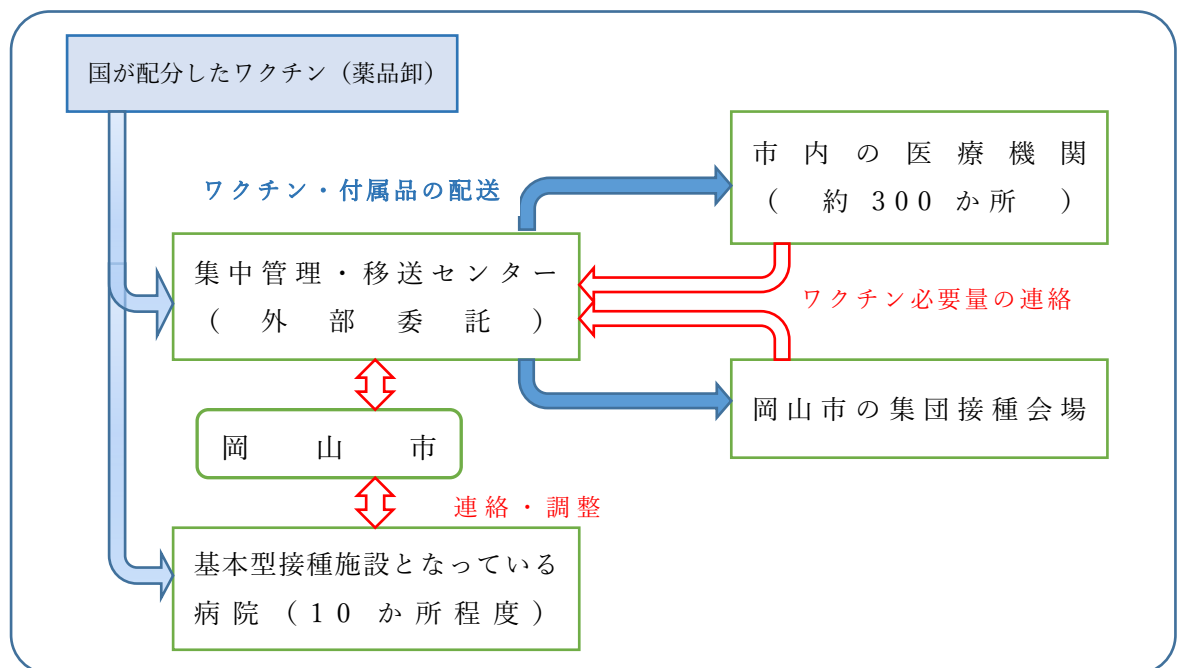 国が配分したワクチン（薬品卸）
市内の医療機関
（約300か所）
ワクチン・付属品の配送
集中管理・移送センター
（外部委託）
ワクチン必要量の連絡
岡山市の集団接種会場
岡山市
連絡・調整
基本型接種施設となっている
病院（10か所程度）